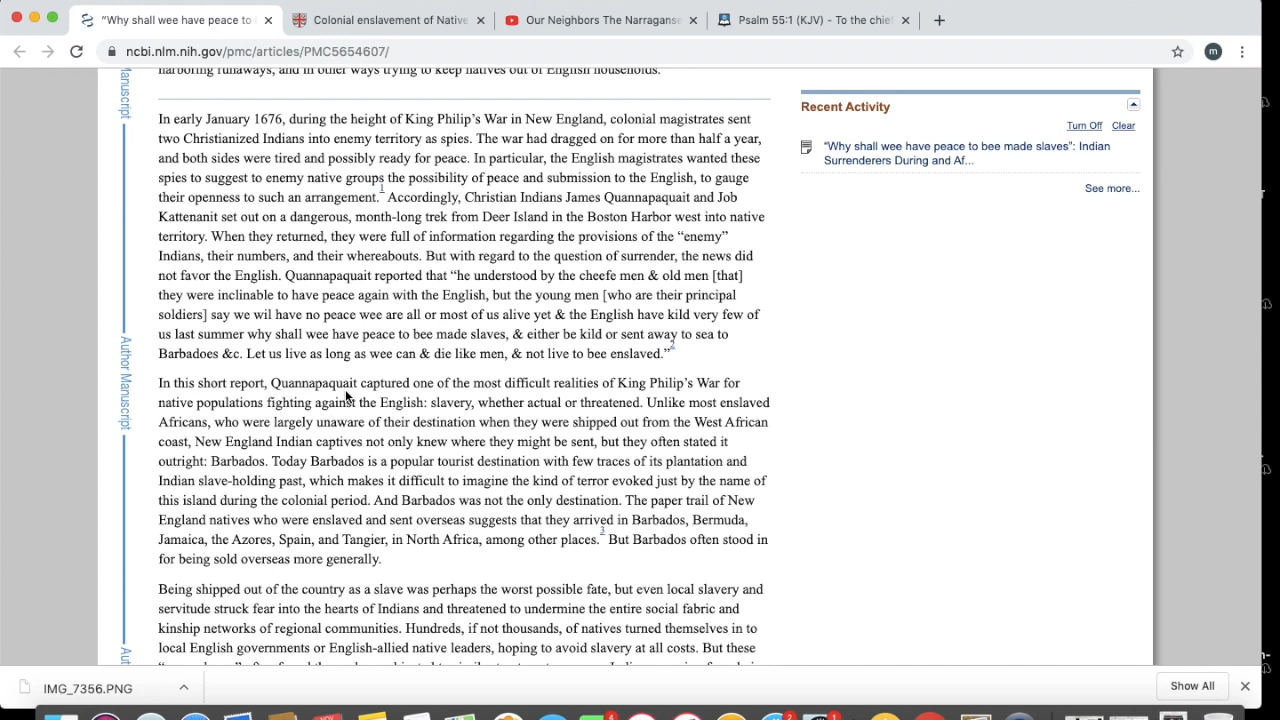 "Why shall wee have peace to
Colonial enslavement of Native
Our Neighbors The Narraganse
Psalm 55:1 (KJV) - To the chief
ncbi.nlm.nih.gov/pmc/articles/PMC5654607/
m
harboring runaways, and in other ways trying to keep natives out of English households.
Manuscript
In early January 1676, during the height of King Philip's War in New England, colonial magistrates sent
two Christianized Indians into enemy territory as spies. The war had dragged on for more than half a year,
and both sides were tired and possibly ready for peace. In particular, the English magistrates wanted these
spies to suggest to enemy native groups the possibility of peace and submission to the English, to gauge
their openness to such an arrangement.1 Accordingly, Christian Indians James Quannapaquait and Job
Kattenanit set out on a dangerous, month-long trek from Deer Island in the Boston Harbor west into native
territory. When they returned, they were full of information regarding the provisions of the "enemy"
Indians, their numbers, and their whereabouts. But with regard to the question of surrender, the news did
not favor the English. Quannapaquait reported that "he understood by the cheefe men & old men [that]
they were inclinable to have peace again with the English, but the young men [who are their principal
soldiers] say we wil have no peace wee are all or most of us alive yet & the English have kild very few of
us last summer why shall wee have peace to bee made slaves, & either be kild or sent away to sea to
Barbadoes &c. Let us live as long as wee can & die like men, & not live to bee enslaved."2
Author Manuscript
In this short report, Quannapaquait captured one of the most difficult realities of King Philip's War for
native populations fighting against the English: slavery, whether actual or threatened. Unlike most enslaved
Africans, who were largely unaware of their destination when they were shipped out from the West African
coast, New England Indian captives not only knew where they might be sent, but they often stated it
outright: Barbados. Today Barbados is a popular tourist destination with few traces of its plantation and
Indian slave-holding past, which makes it difficult to imagine the kind of terror evoked just by the name of
this island during the colonial period. And Barbados was not the only destination. The paper trail of New
England natives who were enslaved and sent overseas suggests that they arrived in Barbados, Bermuda,
Jamaica, the Azores, Spain, and Tangier, in North Africa, among other places.3 But Barbados often stood in
for being sold overseas more generally.
Being shipped out of the country as a slave was perhaps the worst possible fate, but even local slavery and
servitude struck fear into the hearts of Indians and threatened to undermine the entire social fabric and
kinship networks of regional communities. Hundreds, if not thousands, of natives turned themselves in to
local English governments or English-allied native leaders, hoping to avoid slavery at all costs. But these
Recent Activity
Turn Off Clear
"Why shall wee have peace to bee made slaves": Indian
Surrenderers During and Af...
See more...
IMG_7356.PNG
Show All
NOV
4
2
1